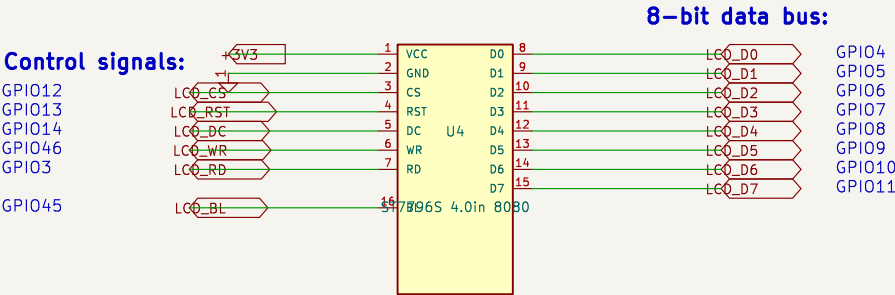 8-bit data bus:
Control signals:
+3V3 1 VCC D0 8 LCD_D0 GPIO4
1 2 GND D1 9 LCD_D1 GPIO5
GPIO12 LCD_CS 3 CS D2 10 LCD_D2 GPIO6
GPIO13 LCD_RST 4 RST D3 11 LCD_D3 GPIO7
GPIO14 LCD_DC 5 DC U4 D4 12 LCD_D4 GPIO8
GPIO46 LCD_WR 6 WR D5 13 LCD_D5 GPIO9
GPIO3 LCD_RD 7 RD D6 14 LCD_D6 GPIO10
D7 15 LCD_D7 GPIO11
GPIO45 LCD_BL 16 BL
ST7796S 4.0in 8080